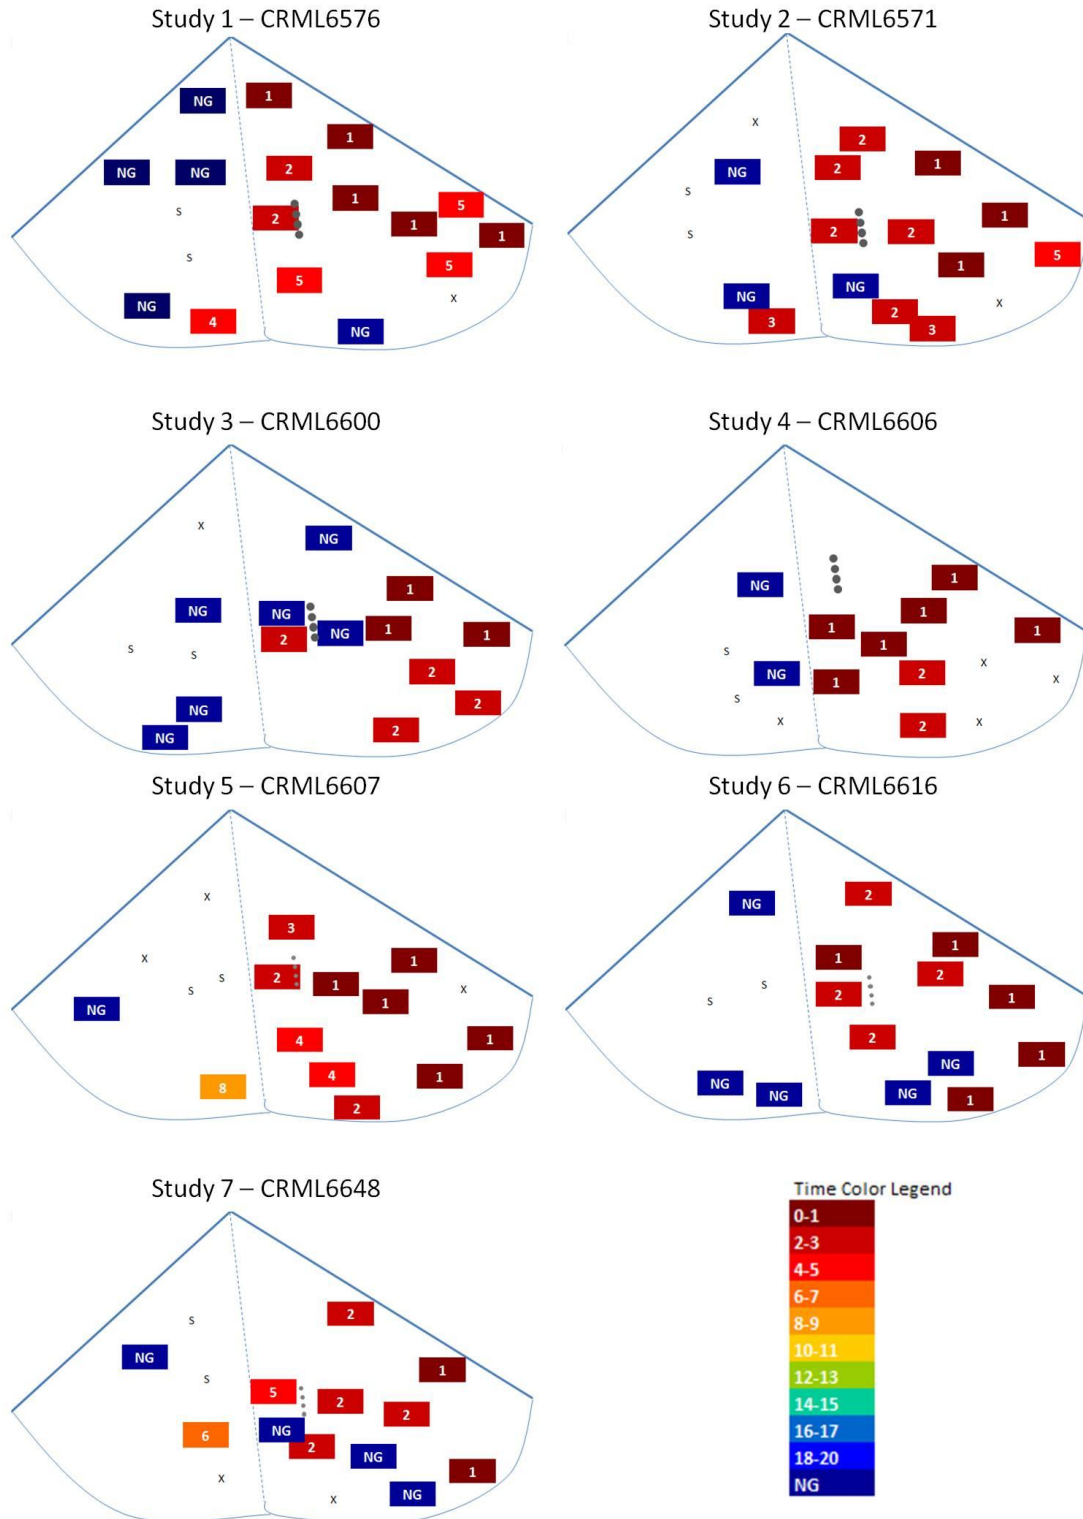 Study 1 – CRML6576
NG 1
1
NG NG 2
S 1 5
2 1 1
S 5
5
NG X
4 NG
Study 2 – CRML6571
X
2
NG 2 1
S
1
S 2 2
1 5
NG NG
X
3 2
3
Study 3 – CRML6600
X
NG
1
NG NG
1 1
NG
S S 2
2
NG 2
NG 2
Study 4 – CRML6606
NG 1
1
1 1
S 1
X
NG 1 2 X
S
X 2 X
Study 5 – CRML6607
X
3
X 1
S 2 1 X
S 1
NG
4 1
4 1
8
2
Study 6 – CRML6616
NG 2
1 1
2
S 2
S 1
2
1
NG
NG NG NG 1
Study 7 – CRML6648
S 2
NG 1
S 5 2
2
6 NG
2 NG
X 1
X NG
Time Color Legend
0-1
2-3
4-5
6-7
8-9
10-11
12-13
14-15
16-17
18-20
NG